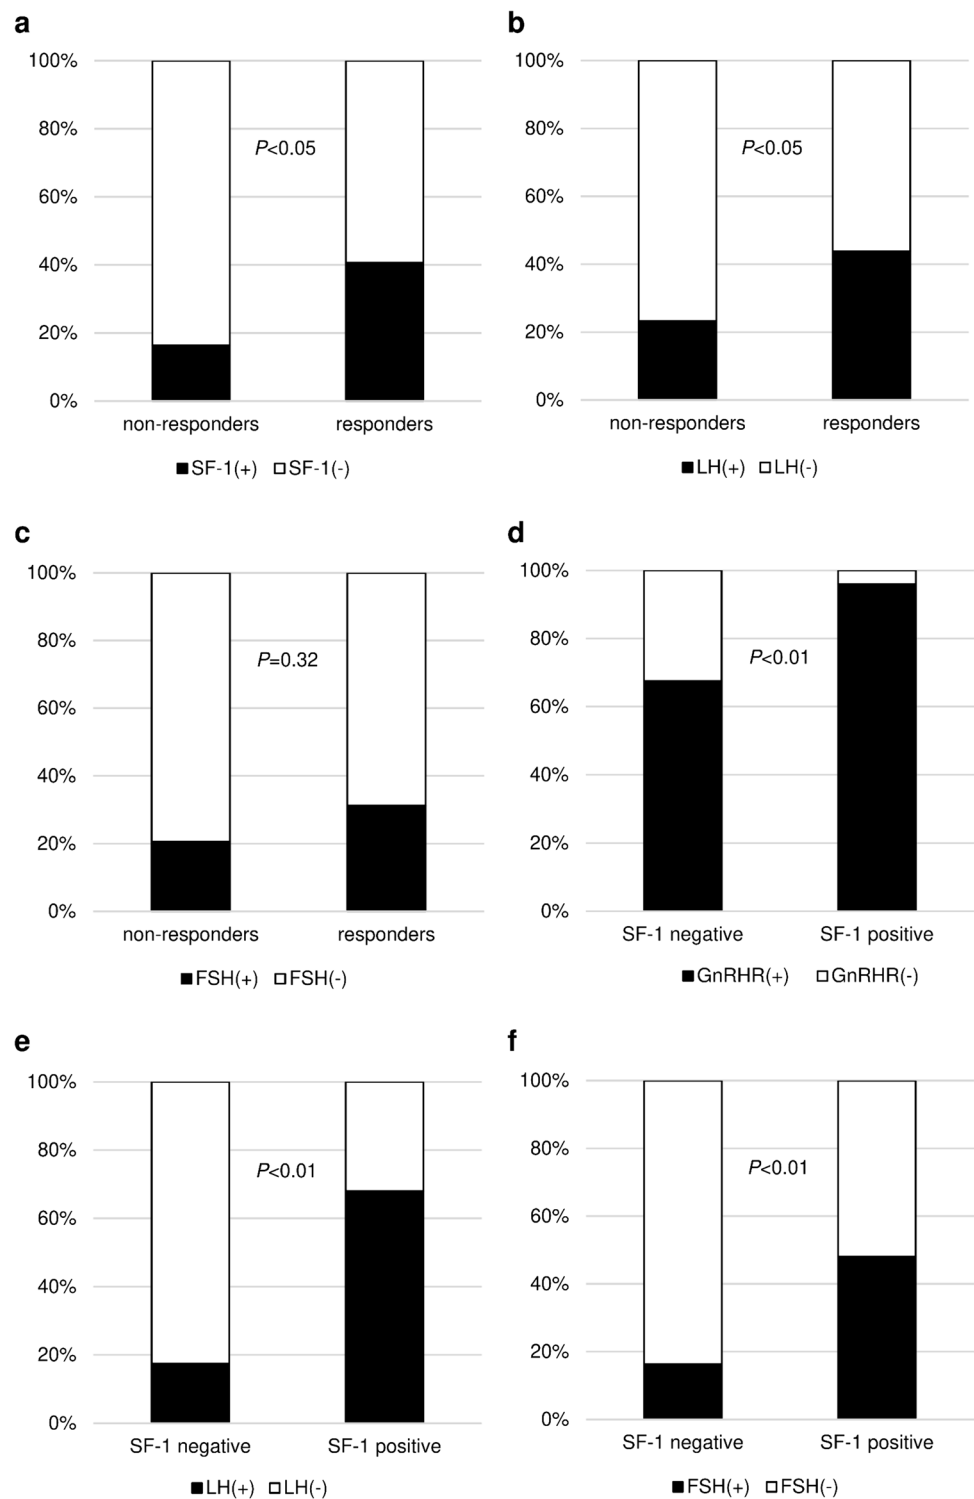 a
100%
80%
60%
40%
20%
0%
P<0.05
non-responders responders
■SF-1(+) □SF-1(-)
b
100%
80%
60%
40%
20%
0%
P<0.05
non-responders responders
■LH(+) □LH(-)
c
100%
80%
60%
40%
20%
0%
P=0.32
non-responders responders
■FSH(+) □FSH(-)
d
100%
80%
60%
40%
20%
0%
P<0.01
SF-1 negative SF-1 positive
■GnRHR(+) □GnRHR(-)
e
100%
80%
60%
40%
20%
0%
P<0.01
SF-1 negative SF-1 positive
■LH(+) □LH(-)
f
100%
80%
60%
40%
20%
0%
P<0.01
SF-1 negative SF-1 positive
■FSH(+) □FSH(-)